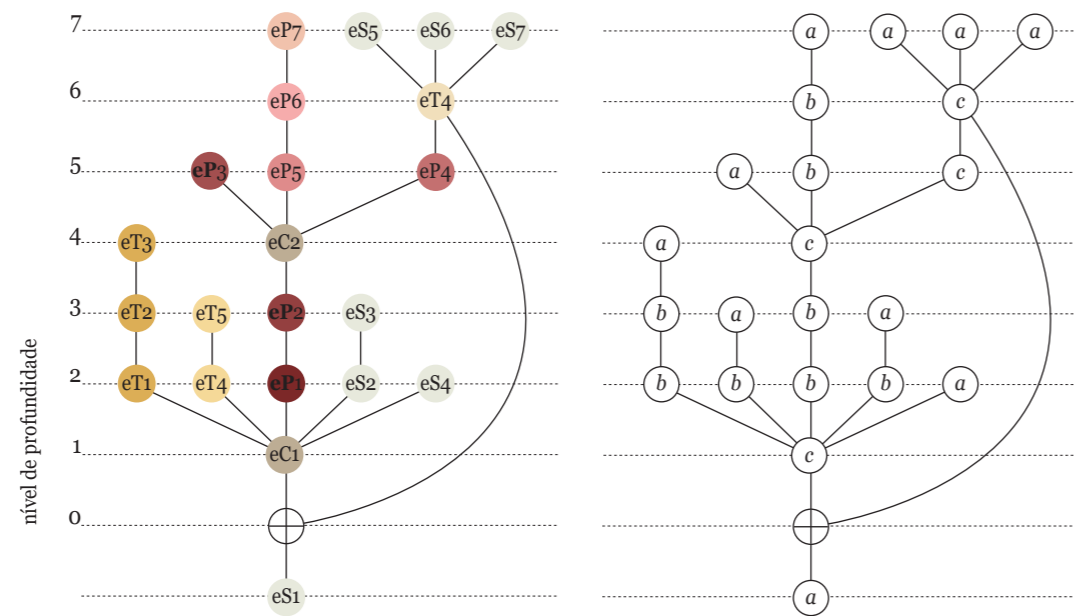 7 eP7 eS5 eS6 eS7 a a a a
6 eP6 eT4 b c
5 eP3 eP5 eP4 a b c
4 eT3 eC2 a c
3 eT2 eT5 eP2 eS3 b a b a
2 eT1 eT4 eP1 eS2 eS4 b b b b a
1 eC1 c
0
eS1 a
nível de profundidade